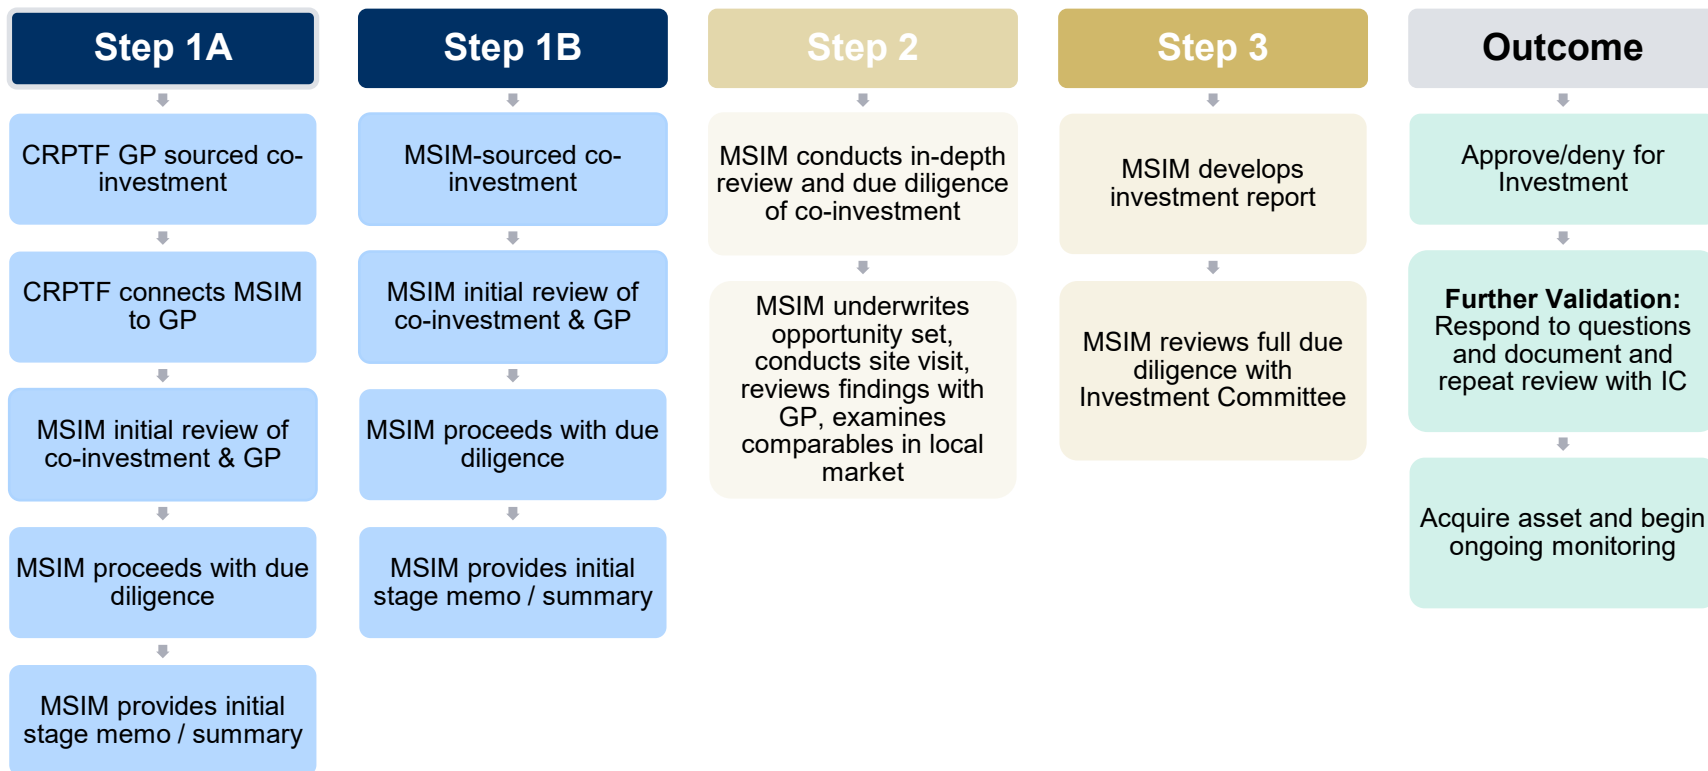 Step 1A
CRPTF GP sourced co-
investment
CRPTF connects MSIM
to GP
MSIM initial review of
co-investment & GP
MSIM proceeds with due
diligence
MSIM provides initial
stage memo / summary
Step 1B
MSIM-sourced co-
investment
MSIM initial review of
co-investment & GP
MSIM proceeds with due
diligence
MSIM provides initial
stage memo / summary
Step 2
MSIM conducts in-depth
review and due diligence
of co-investment
MSIM underwrites
opportunity set,
conducts site visit,
reviews findings with
GP, examines
comparables in local
market
Step 3
MSIM develops
investment report
MSIM reviews full due
diligence with
Investment Committee
Outcome
Approve/deny for
Investment
Further Validation:
Respond to questions
and document and
repeat review with IC
Acquire asset and begin
ongoing monitoring